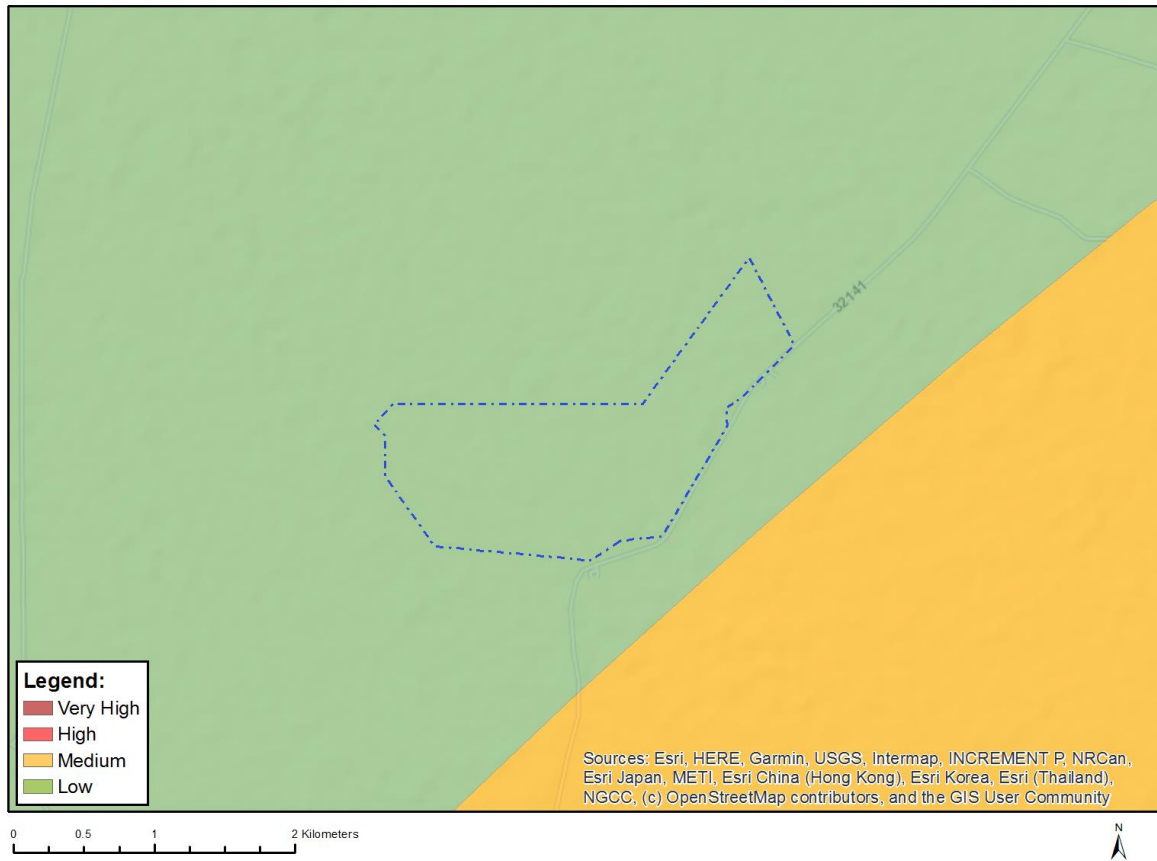 32141
Legend:
Very High
High
Medium
Low
Sources: Esri, HERE, Garmin, USGS, Intermap, INCREMENT P, NRCan,
Esri Japan, METI, Esri China (Hong Kong), Esri Korea, Esri (Thailand),
NGCC, (c) OpenStreetMap contributors, and the GIS User Community
0 0.5 1 2 Kilometers
N